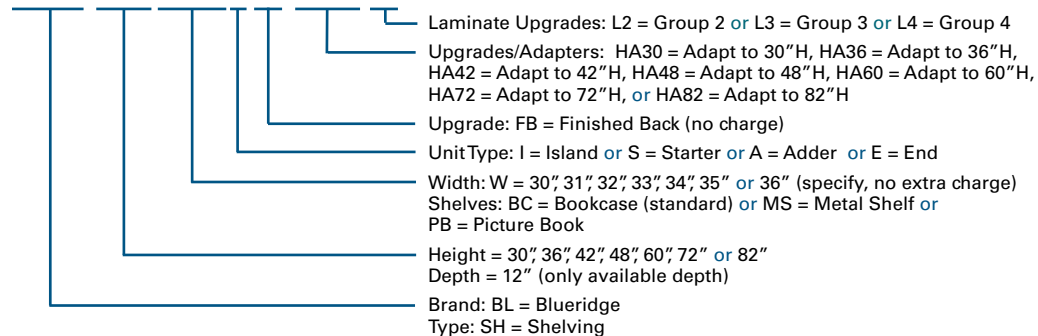 Laminate Upgrades: L2 = Group 2 or L3 = Group 3 or L4 = Group 4
Upgrades/Adapters: HA30 = Adapt to 30”H, HA36 = Adapt to 36”H,
HA42 = Adapt to 42”H, HA48 = Adapt to 48”H, HA60 = Adapt to 60”H,
HA72 = Adapt to 72”H, or HA82 = Adapt to 82”H
Upgrade: FB = Finished Back (no charge)
Unit Type: I = Island or S = Starter or A = Adder or E = End
Width: W = 30”, 31”, 32”, 33”, 34”, 35” or 36” (specify, no extra charge)
Shelves: BC = Bookcase (standard) or MS = Metal Shelf or
PB = Picture Book
Height = 30”, 36”, 42”, 48”, 60”, 72” or 82”
Depth = 12” (only available depth)
Brand: BL = Blueridge
Type: SH = Shelving